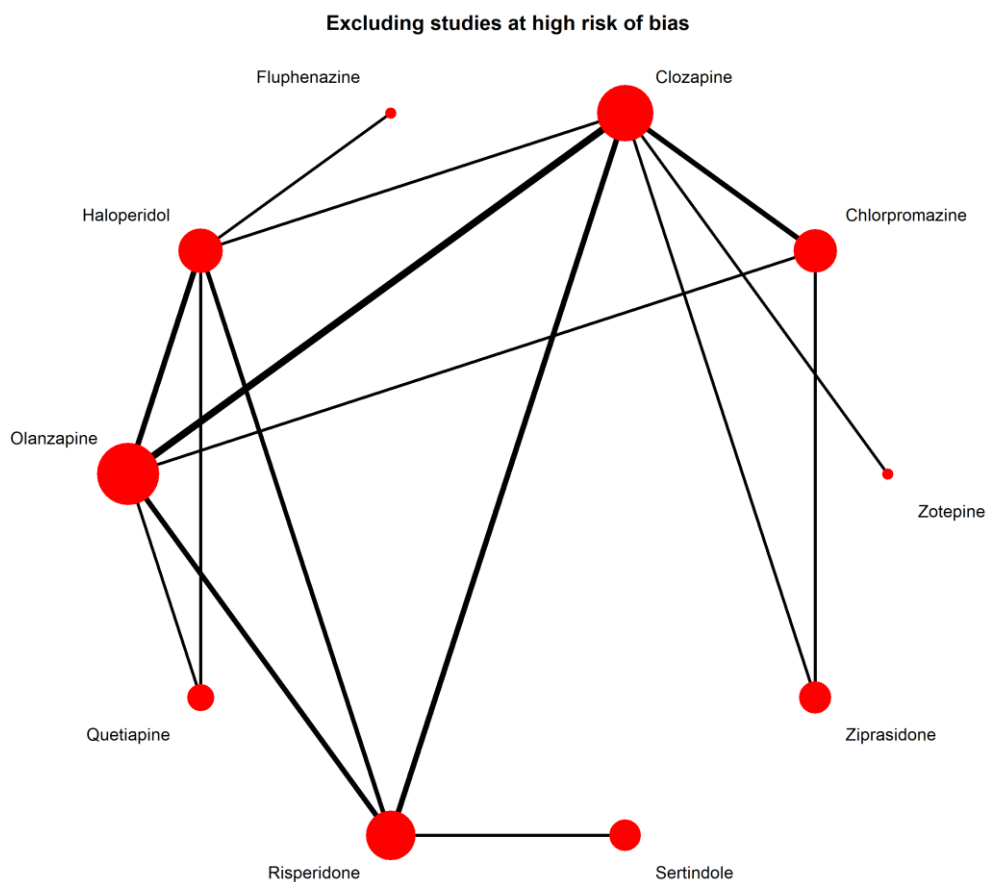 Excluding studies at high risk of bias
Fluphenazine
Clozapine
Haloperidol
Chlorpromazine
Olanzapine
Zotepine
Quetiapine
Ziprasidone
Risperidone
Sertindole